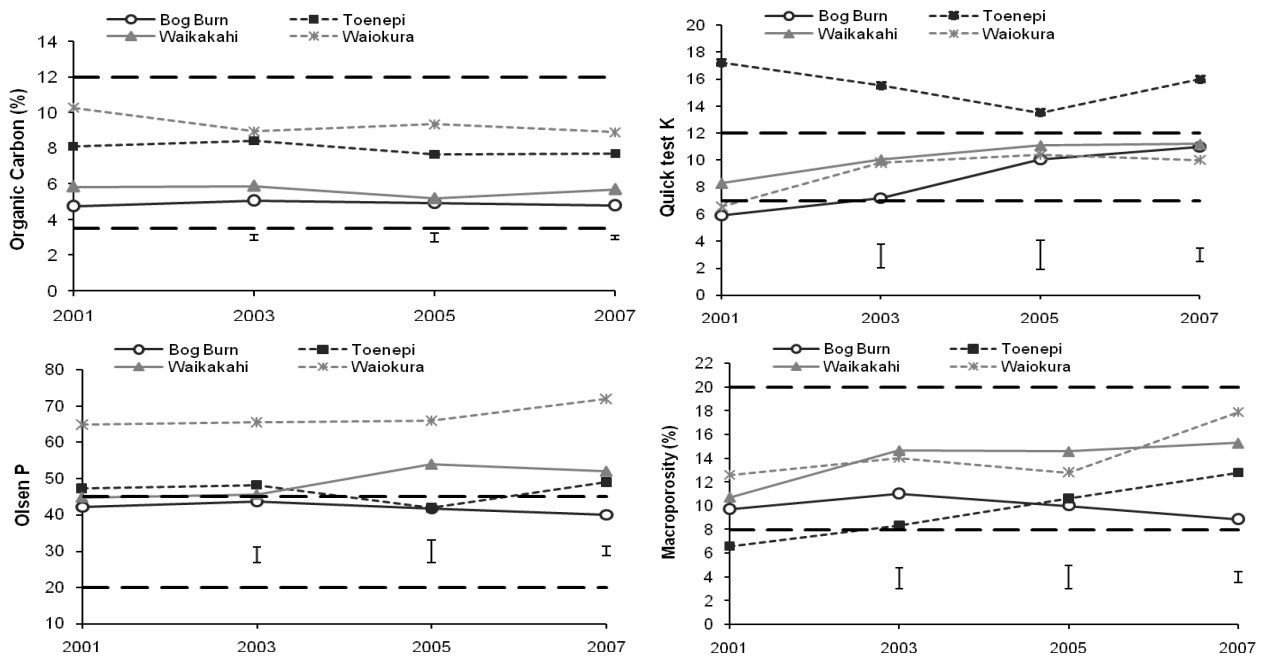 Bog Burn Toenepi
Waikakahi Waiokura
Organic Carbon (%)
14
12
10
8
6
4
2
0
2001 2003 2005 2007
Bog Burn Toenepi
Waikakahi Waiokura
Quick test K
20
18
16
14
12
10
8
6
4
2
0
2001 2003 2005 2007
Bog Burn Toenepi
Waikakahi Waiokura
Olsen P
80
70
60
50
40
30
20
10
2001 2003 2005 2007
Bog Burn Toenepi
Waikakahi Waiokura
Macroporosity (%)
22
20
18
16
14
12
10
8
6
4
2
0
2001 2003 2005 2007